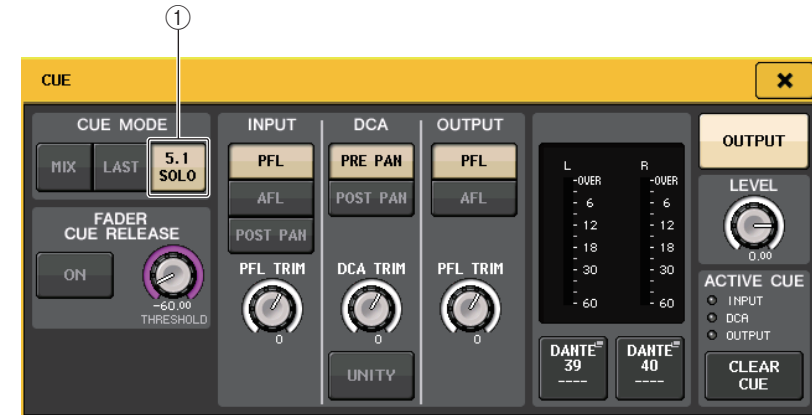 ①
CUE
CUE MODE
MIX
LAST
5.1
SOLO
FADER
CUE RELEASE
ON
-60.00
THRESHOLD
INPUT
PFL
AFL
POST PAN
PFL TRIM
0
DCA
PRE PAN
POST PAN
DCA TRIM
0
UNITY
OUTPUT
PFL
AFL
PFL TRIM
0
L R
-OVER -OVER
- 6 - 6
- 12 - 12
- 18 - 18
- 30 - 30
- 60 - 60
DANTE
39
----
DANTE
40
----
OUTPUT
LEVEL
0.00
ACTIVE CUE
INPUT
DCA
OUTPUT
CLEAR
CUE